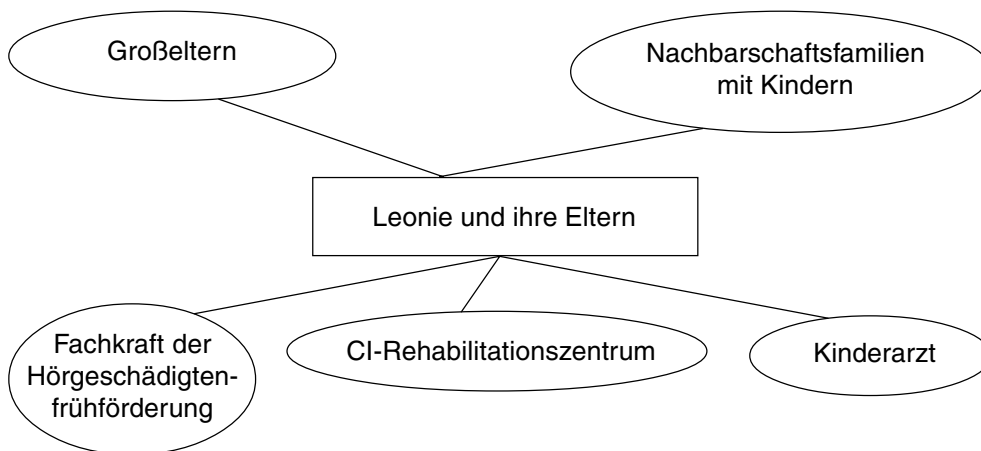 Großeltern
Nachbarschaftsfamilien
mit Kindern
Leonie und ihre Eltern
Fachkraft der
Hörgeschädigten-
frühförderung
CI-Rehabilitationszentrum
Kinderarzt